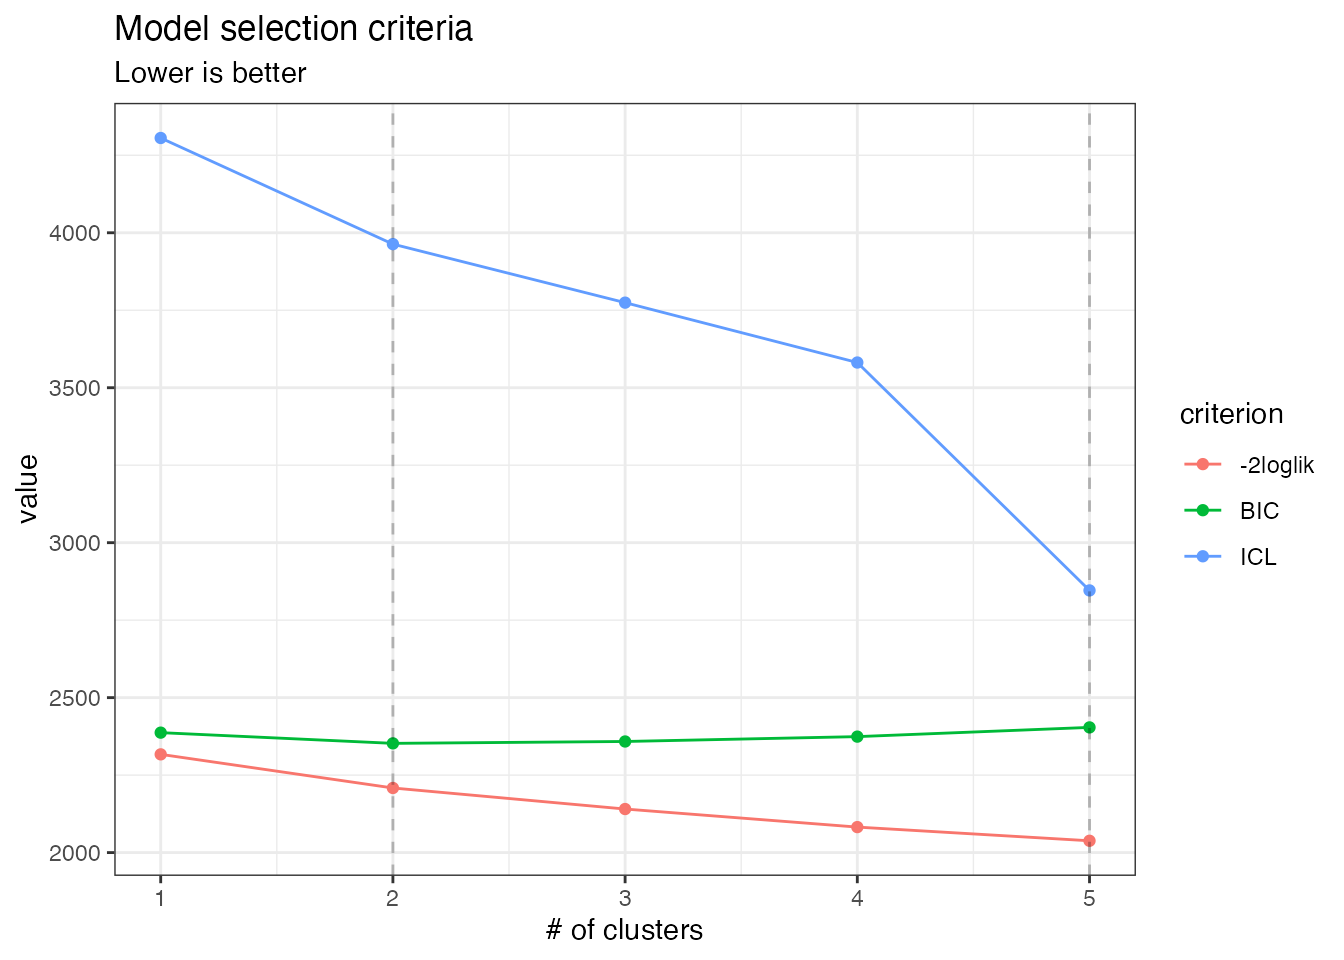 Model selection criteria
Lower is better
4000
3500
3000
2500
2000
value
1
2
3
4
5
# of clusters
criterion
-2loglik
BIC
ICL